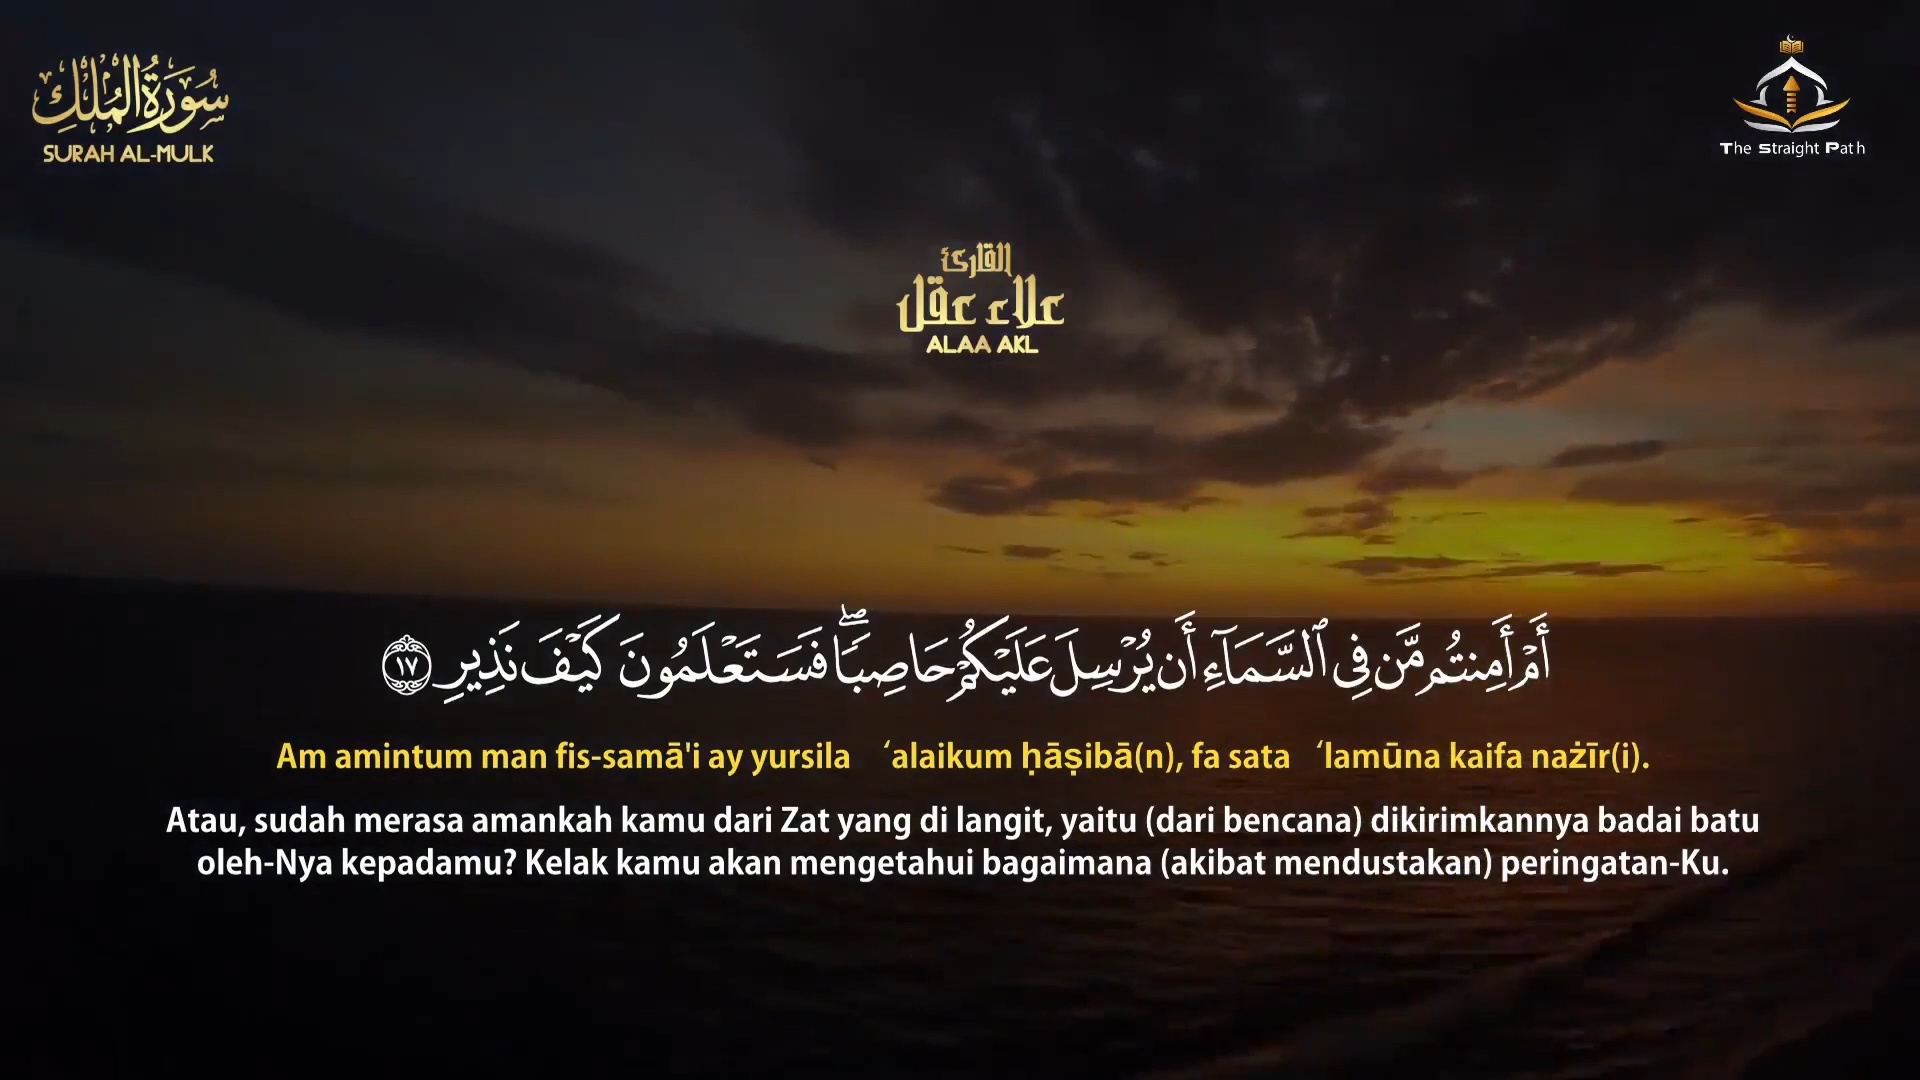 سُورَةُ الْمُلْكِ
SURAH AL-MULK
The Straight Path
القارئ
علاء عقل
ALAA AKL
أَمْ أَمِنتُم مَّن فِى ٱلسَّمَآءِ أَن يُرْسِلَ عَلَيْكُمْ حَاصِبًا ۖ فَسَتَعْلَمُونَ كَيْفَ نَذِيرِ ١٧
Am amintum man fis-samā'i ay yursila ‘alaikum ḥāṣibā(n), fa sata ‘lamūna kaifa nażīr(i).
Atau, sudah merasa amankah kamu dari Zat yang di langit, yaitu (dari bencana) dikirimkannya badai batu
oleh-Nya kepadamu? Kelak kamu akan mengetahui bagaimana (akibat mendustakan) peringatan-Ku.